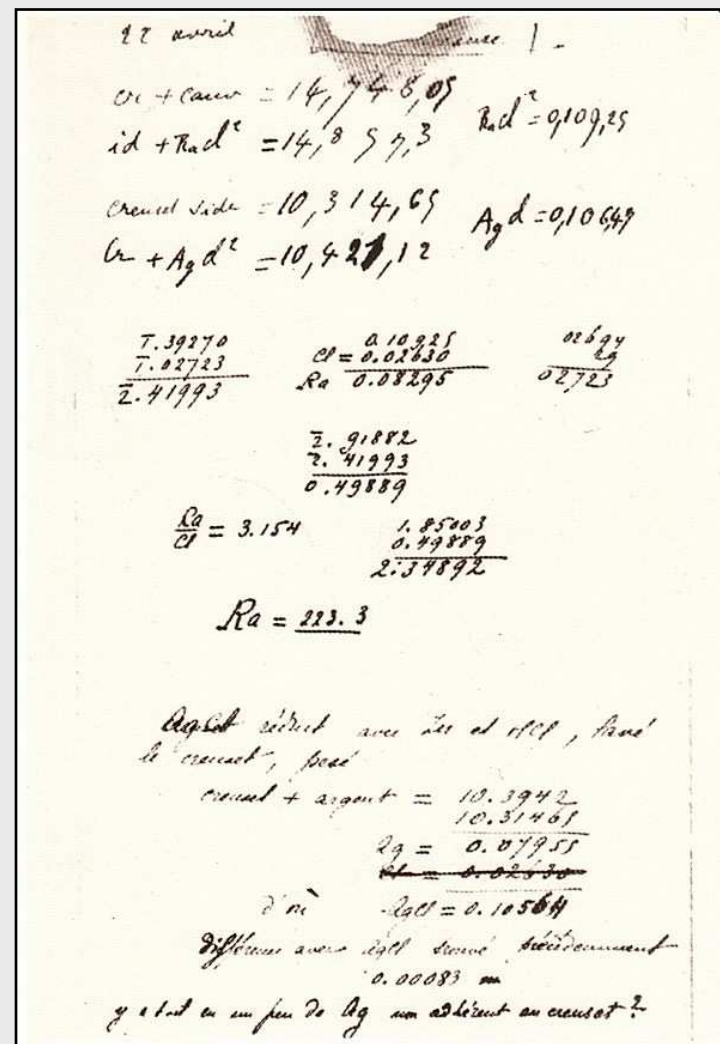 22 avril 1 -
cr + couv = 14,748,05
id + RaCl² = 14,857,3 RaCl² = 0,109,25
creuset vide = 10,314,65
Cr + AgCl² = 10,421,12 AgCl = 0,10647
T.39270 0.10925 02694
T.02723 Cl = 0.02630 29
2.41993 Ra 0.08295 02723
2.91882
2.41993
0.49889
Ra/Cl = 3.154 1.85003
0.49889
2.34892
Ra = 223.3
AgCl réduit avec Zn et HCl, lavé
le creuset, pesé
creuset + argent = 10.3942
10.31465
Ag = 0.07955
Cl = 0.02630
d'où AgCl = 0.10564
Différence avec AgCl trouvé précédemment
0.00083
y a t-il eu un peu de Ag non adhérent au creuset ?